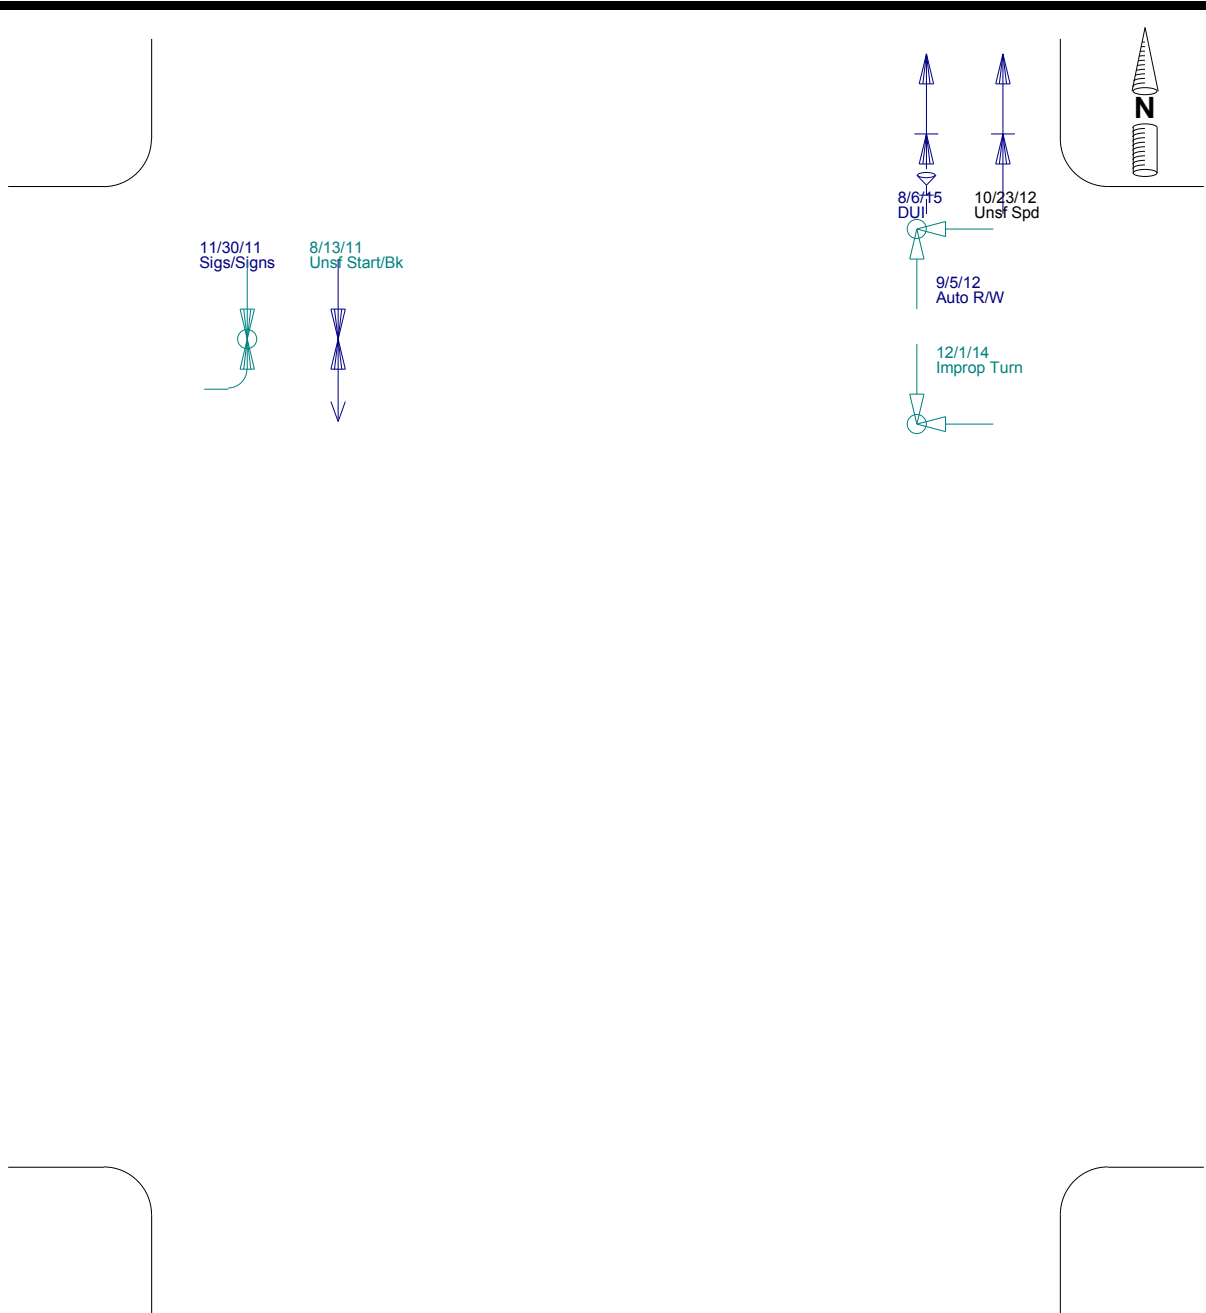 N
8/6/15
DUI
10/23/12
Unsf Spd
11/30/11
Sigs/Signs
8/13/11
Unsf Start/Bk
9/5/12
Auto R/W
12/1/14
Improp Turn